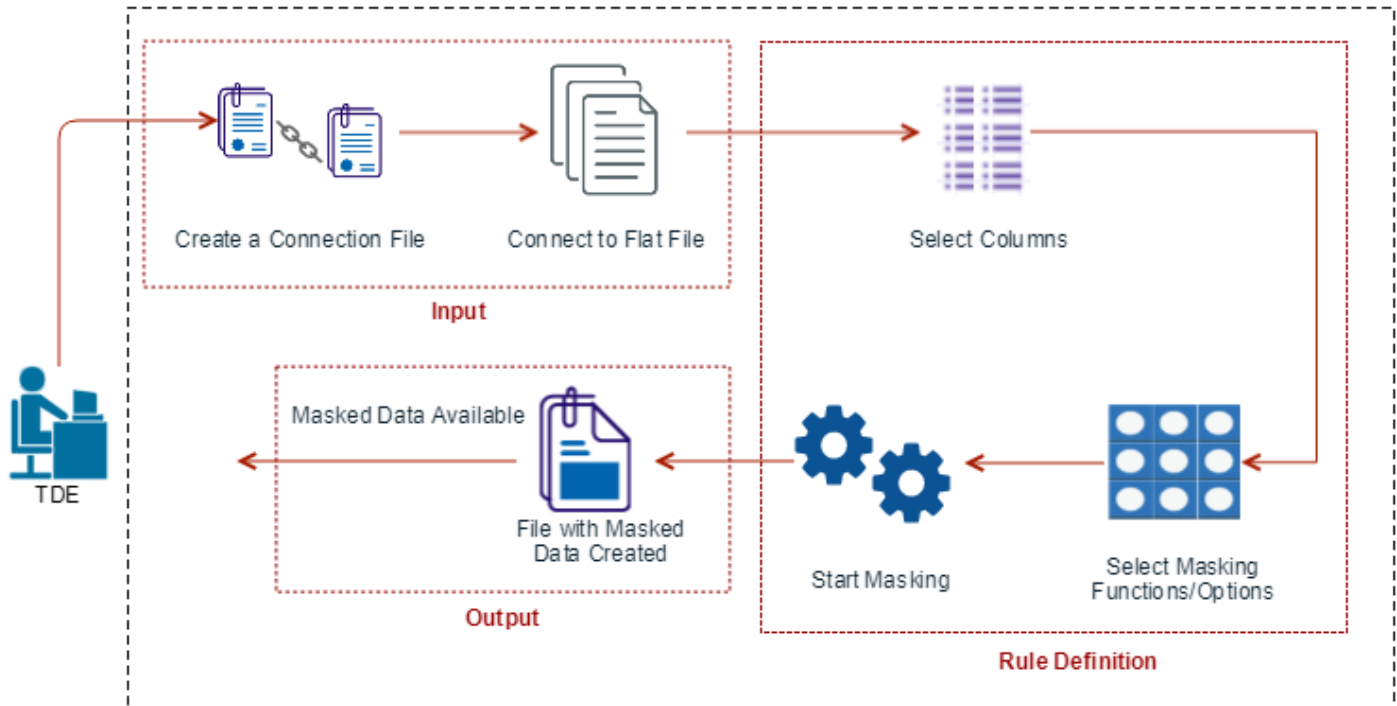 Create a Connection File
Connect to Flat File
Select Columns
Input
TDE
Masked Data Available
File with Masked
Data Created
Output
Start Masking
Select Masking
Functions/Options
Rule Definition